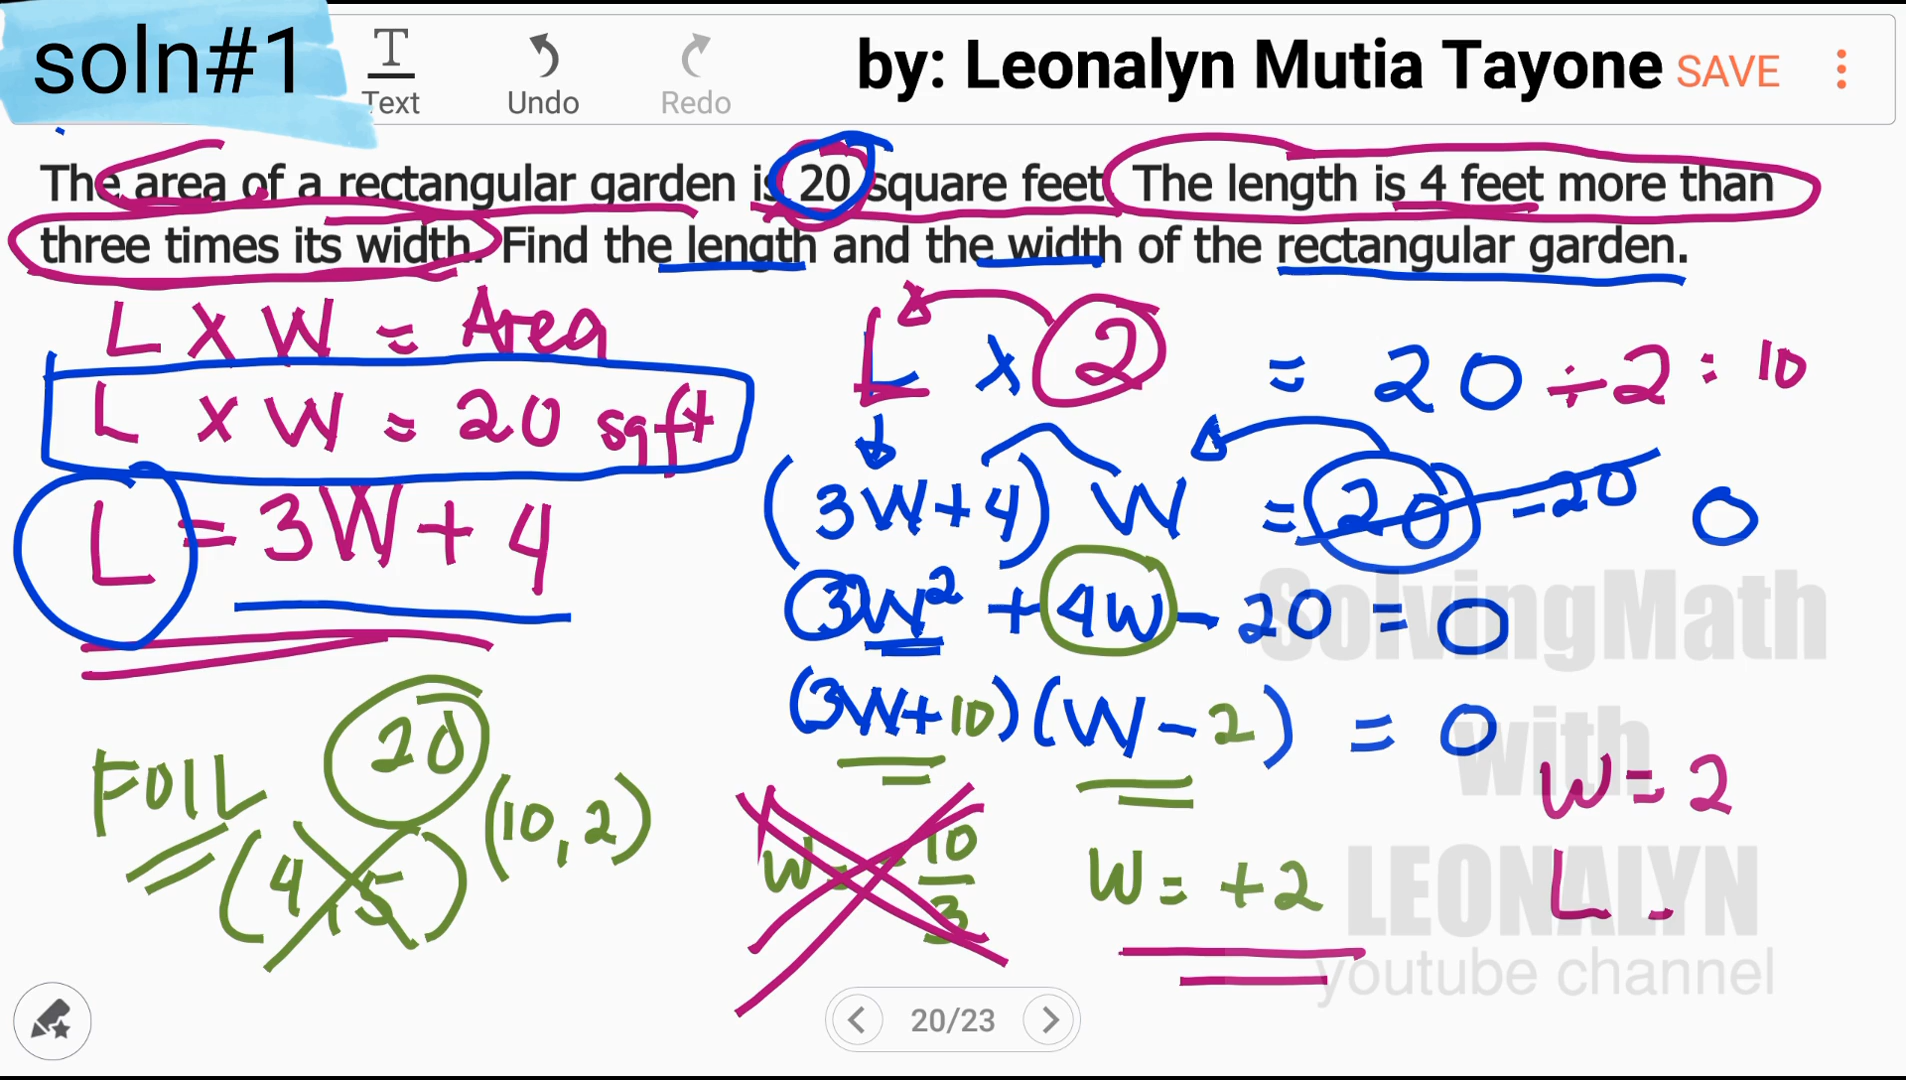 soln#1
Text
Undo
Redo
by: Leonalyn Mutia Tayone
SAVE
The area of a rectangular garden is 20 square feet. The length is 4 feet more than
three times its width. Find the length and the width of the rectangular garden.
L X W = Area
L X W = 20 sqft
L = 3W + 4
FOIL
20
(4, 5)
(10, 2)
L X 2 = 20 ÷ 2 : 10
(3W+4) W = 20 - 20 0
3W² + 4W - 20 = 0
(3W+10)(W-2) = 0
W = - 10/3
W = +2
W = 2
L =
SolvingMath
with
LEONALYN
youtube channel
20/23